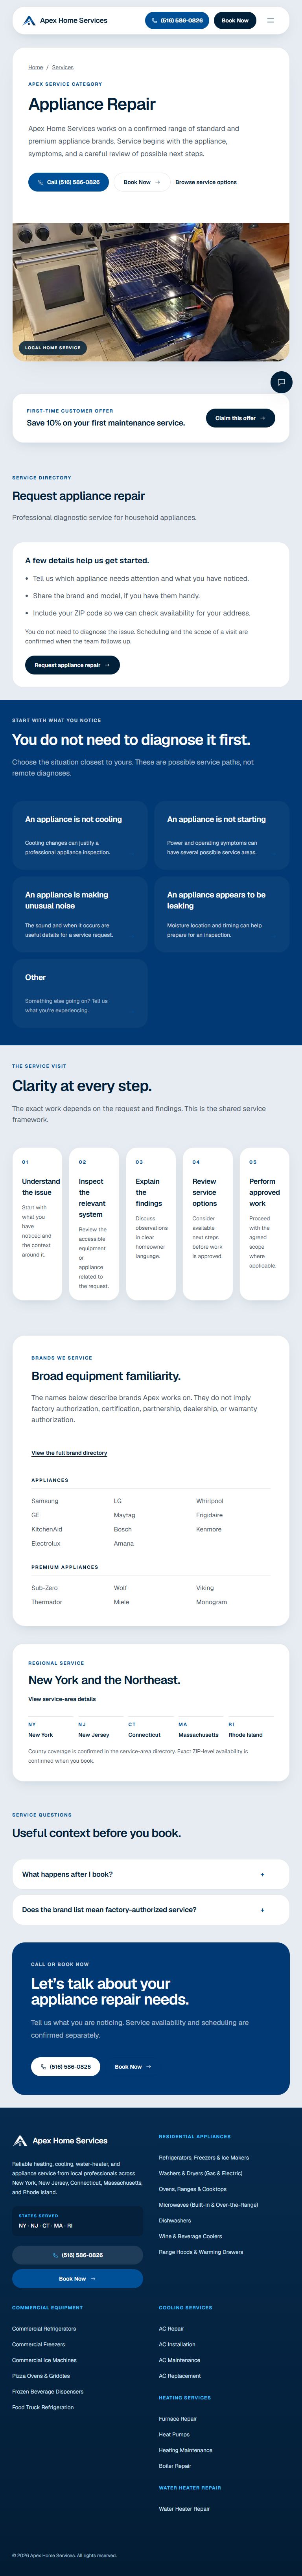 Apex Home Services
(516) 586-0826
Book Now
Home / Services
APEX SERVICE CATEGORY
Appliance Repair
Apex Home Services works on a confirmed range of standard and
premium appliance brands. Service begins with the appliance,
symptoms, and a careful review of possible next steps.
Call (516) 586-0826
Book Now →
Browse service options
LOCAL HOME SERVICE
FIRST-TIME CUSTOMER OFFER
Save 10% on your first maintenance service.
Claim this offer →
SERVICE DIRECTORY
Request appliance repair
Professional diagnostic service for household appliances.
A few details help us get started.
• Tell us which appliance needs attention and what you have noticed.
• Share the brand and model, if you have them handy.
• Include your ZIP code so we can check availability for your address.
You do not need to diagnose the issue. Scheduling and the scope of a visit are
confirmed when the team follows up.
Request appliance repair →
START WITH WHAT YOU NOTICE
You do not need to diagnose it first.
Choose the situation closest to yours. These are possible service paths, not
remote diagnoses.
An appliance is not cooling
Cooling changes can justify a
professional appliance inspection.
An appliance is not starting
Power and operating symptoms can
have several possible service areas.
An appliance is making
unusual noise
The sound and when it occurs are
useful details for a service request.
An appliance appears to be
leaking
Moisture location and timing can help
prepare for an inspection.
Other
Something else going on? Tell us
what you're experiencing.
THE SERVICE VISIT
Clarity at every step.
The exact work depends on the request and findings. This is the shared service
framework.
01
Understand
the issue
Start with
what you
have
noticed and
the context
around it.
02
Inspect
the
relevant
system
Review the
accessible
equipment
or
appliance
related to
the request.
03
Explain
the
findings
Discuss
observations
in clear
homeowner
language.
04
Review
service
options
Consider
available
next steps
before work
is approved.
05
Perform
approved
work
Proceed
with the
agreed
scope
where
applicable.
BRANDS WE SERVICE
Broad equipment familiarity.
The names below describe brands Apex works on. They do not imply
factory authorization, certification, partnership, dealership, or warranty
authorization.
View the full brand directory
APPLIANCES
Samsung LG Whirlpool
GE Maytag Frigidaire
KitchenAid Bosch Kenmore
Electrolux Amana
PREMIUM APPLIANCES
Sub-Zero Wolf Viking
Thermador Miele Monogram
REGIONAL SERVICE
New York and the Northeast.
View service-area details
NY NJ CT MA RI
New York New Jersey Connecticut Massachusetts Rhode Island
County coverage is confirmed in the service-area directory. Exact ZIP-level availability is
confirmed when you book.
SERVICE QUESTIONS
Useful context before you book.
What happens after I book? +
Does the brand list mean factory-authorized service? +
CALL OR BOOK NOW
Let's talk about your
appliance repair needs.
Tell us what you are noticing. Service availability and scheduling are
confirmed separately.
(516) 586-0826
Book Now →
Apex Home Services
Reliable heating, cooling, water-heater, and
appliance service from local professionals across
New York, New Jersey, Connecticut, Massachusetts,
and Rhode Island.
STATES SERVED
NY · NJ · CT · MA · RI
(516) 586-0826
Book Now →
RESIDENTIAL APPLIANCES
Refrigerators, Freezers & Ice Makers
Washers & Dryers (Gas & Electric)
Ovens, Ranges & Cooktops
Microwaves (Built-in & Over-the-Range)
Dishwashers
Wine & Beverage Coolers
Range Hoods & Warming Drawers
COMMERCIAL EQUIPMENT
Commercial Refrigerators
Commercial Freezers
Commercial Ice Machines
Pizza Ovens & Griddles
Frozen Beverage Dispensers
Food Truck Refrigeration
COOLING SERVICES
AC Repair
AC Installation
AC Maintenance
AC Replacement
HEATING SERVICES
Furnace Repair
Heat Pumps
Heating Maintenance
Boiler Repair
WATER HEATER REPAIR
Water Heater Repair
© 2026 Apex Home Services. All rights reserved.